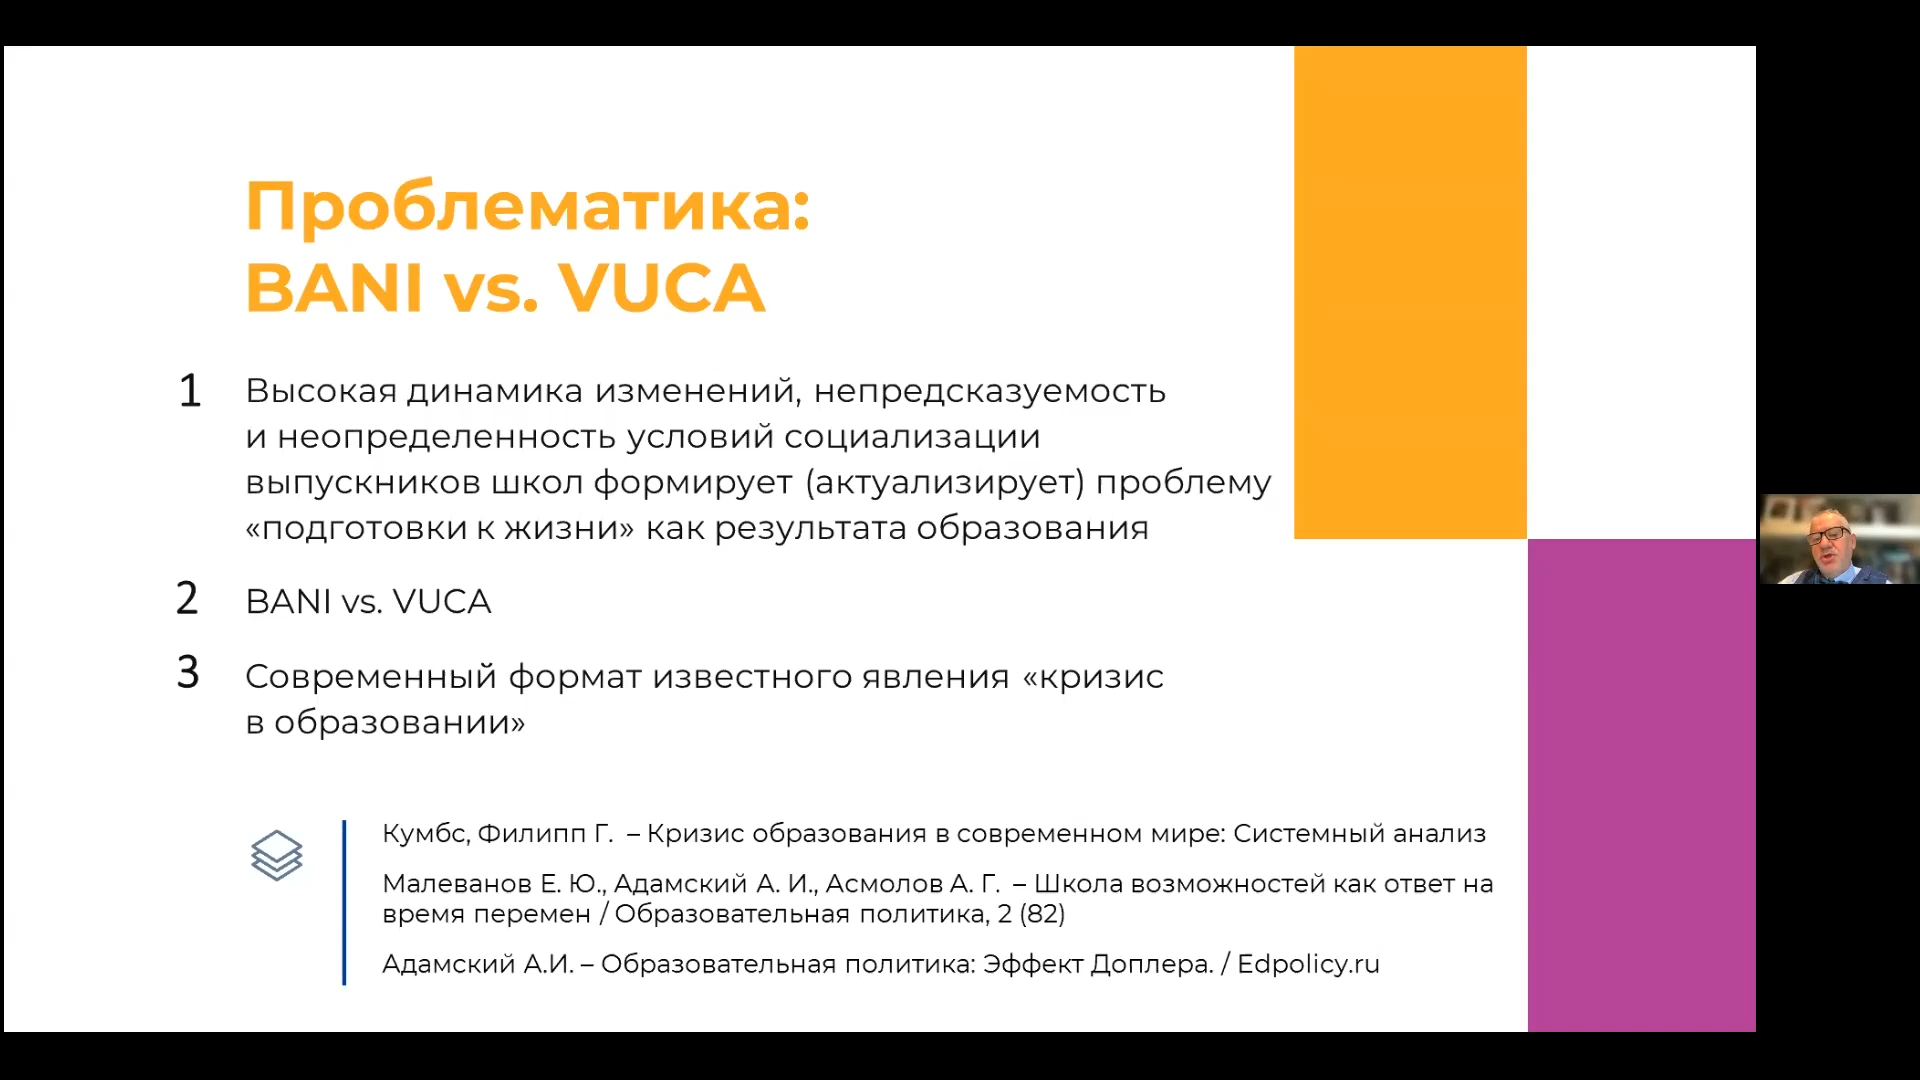 Проблематика:
BANI vs. VUCA
1 Высокая динамика изменений, непредсказуемость
и неопределенность условий социализации
выпускников школ формирует (актуализирует) проблему
«подготовки к жизни» как результата образования
2 BANI vs. VUCA
3 Современный формат известного явления «кризис
в образовании»
Кумбс, Филипп Г. – Кризис образования в современном мире: Системный анализ
Малеванов Е. Ю., Адамский А. И., Асмолов А. Г. – Школа возможностей как ответ на
время перемен / Образовательная политика, 2 (82)
Адамский А.И. – Образовательная политика: Эффект Доплера. / Edpolicy.ru